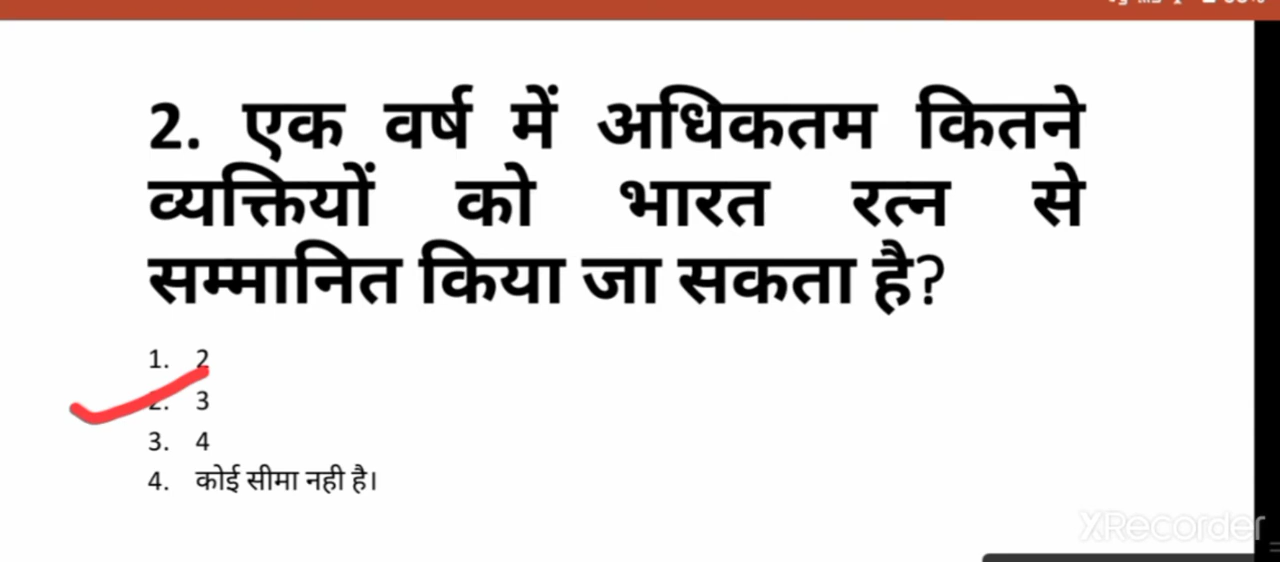 2. एक वर्ष में अधिकतम कितने
व्यक्तियों को भारत रत्न से
सम्मानित किया जा सकता है?
1. 2
2. 3
3. 4
4. कोई सीमा नही है।
XRecorder